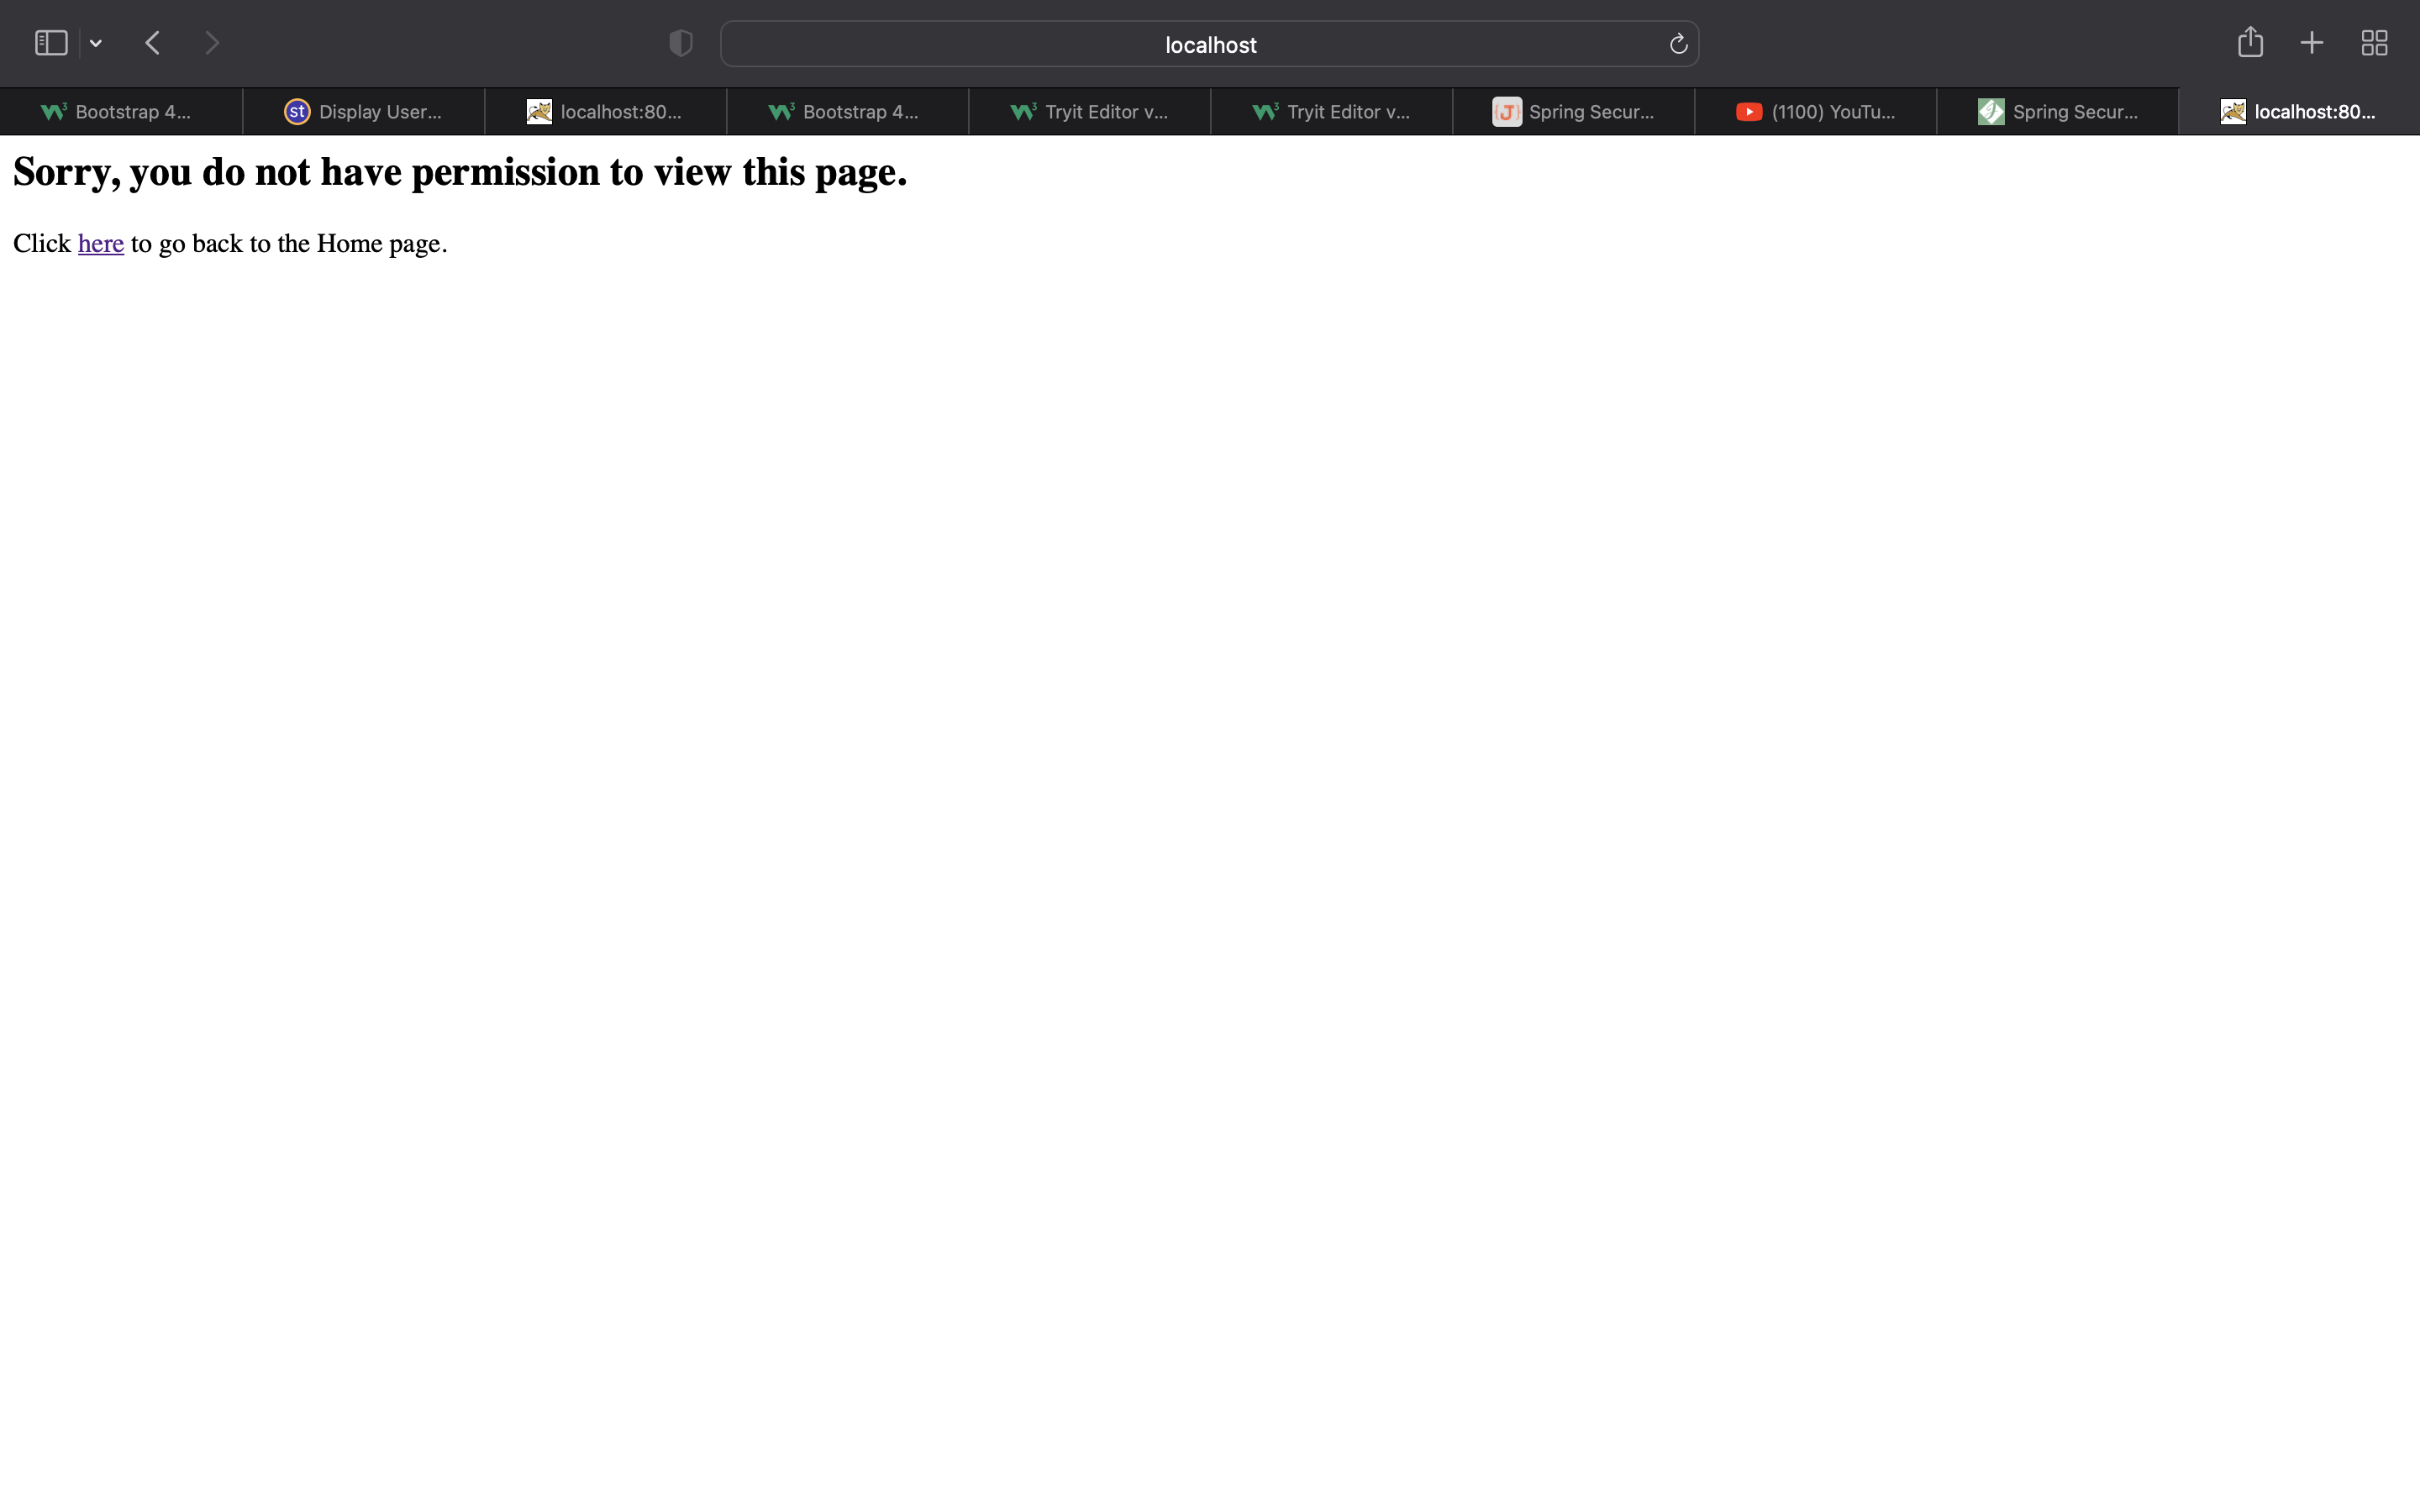 localhost
Bootstrap 4...
st Display User...
localhost:80...
Bootstrap 4...
Tryit Editor v...
Tryit Editor v...
J Spring Secur...
(1100) YouTu...
Spring Secur...
localhost:80...
Sorry, you do not have permission to view this page.
Click here to go back to the Home page.